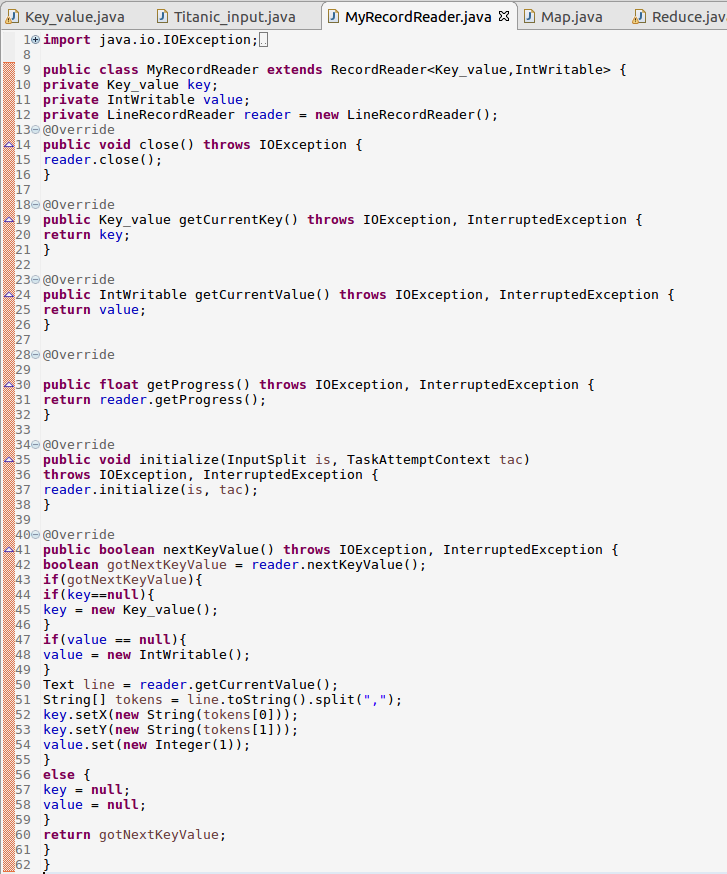 Key_value.java Titanic_input.java MyRecordReader.java Map.java Reduce.jav
1 import java.io.IOException;
8
9 public class MyRecordReader extends RecordReader<Key_value,IntWritable> {
10 private Key_value key;
11 private IntWritable value;
12 private LineRecordReader reader = new LineRecordReader();
13 @Override
14 public void close() throws IOException {
15 reader.close();
16 }
17
18 @Override
19 public Key_value getCurrentKey() throws IOException, InterruptedException {
20 return key;
21 }
22
23 @Override
24 public IntWritable getCurrentValue() throws IOException, InterruptedException {
25 return value;
26 }
27
28 @Override
29
30 public float getProgress() throws IOException, InterruptedException {
31 return reader.getProgress();
32 }
33
34 @Override
35 public void initialize(InputSplit is, TaskAttemptContext tac)
36 throws IOException, InterruptedException {
37 reader.initialize(is, tac);
38 }
39
40 @Override
41 public boolean nextKeyValue() throws IOException, InterruptedException {
42 boolean gotNextKeyValue = reader.nextKeyValue();
43 if(gotNextKeyValue){
44 if(key==null){
45 key = new Key_value();
46 }
47 if(value == null){
48 value = new IntWritable();
49 }
50 Text line = reader.getCurrentValue();
51 String[] tokens = line.toString().split(",");
52 key.setX(new String(tokens[0]));
53 key.setY(new String(tokens[1]));
54 value.set(new Integer(1));
55 }
56 else {
57 key = null;
58 value = null;
59 }
60 return gotNextKeyValue;
61 }
62 }